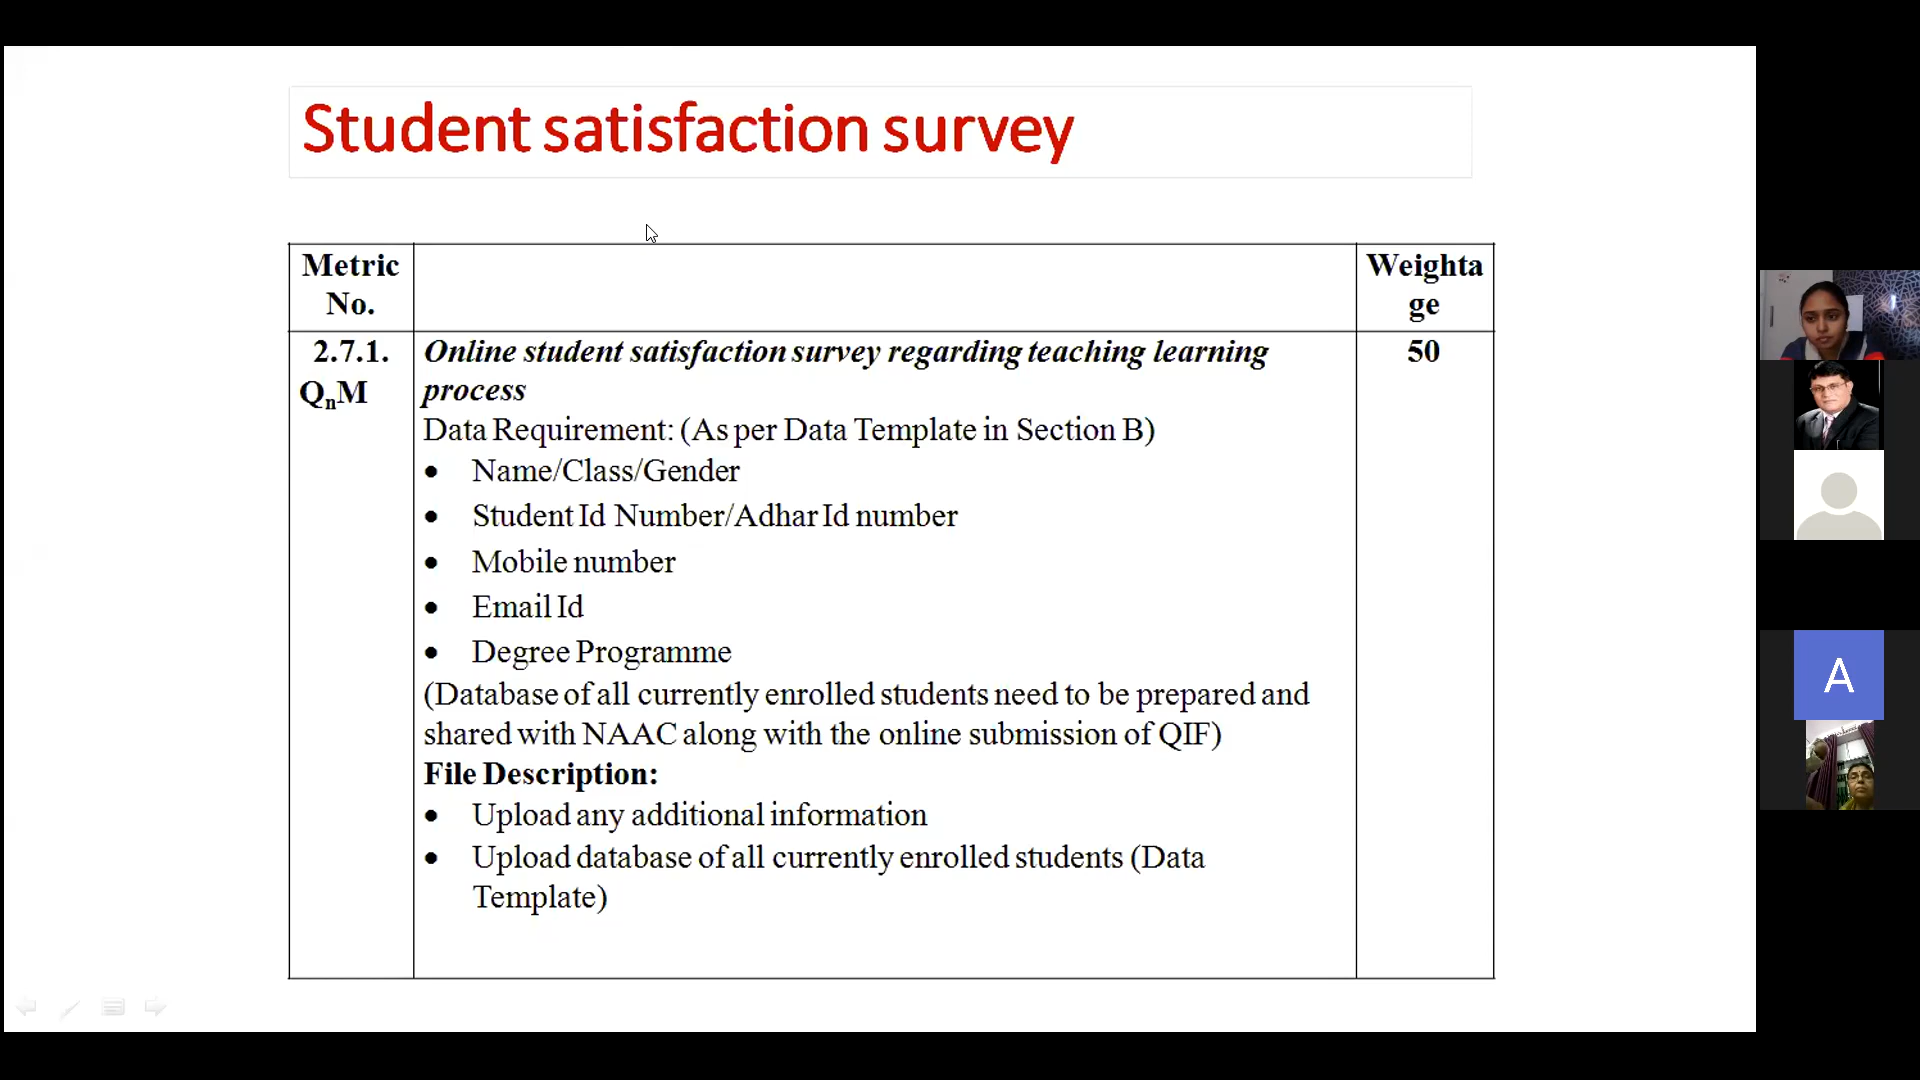 Student satisfaction survey
Metric
No.
Weighta
ge
2.7.1.
QnM
Online student satisfaction survey regarding teaching learning
process
Data Requirement: (As per Data Template in Section B)
• Name/Class/Gender
• Student Id Number/Adhar Id number
• Mobile number
• Email Id
• Degree Programme
(Database of all currently enrolled students need to be prepared and
shared with NAAC along with the online submission of QIF)
File Description:
• Upload any additional information
• Upload database of all currently enrolled students (Data
Template)
50
A